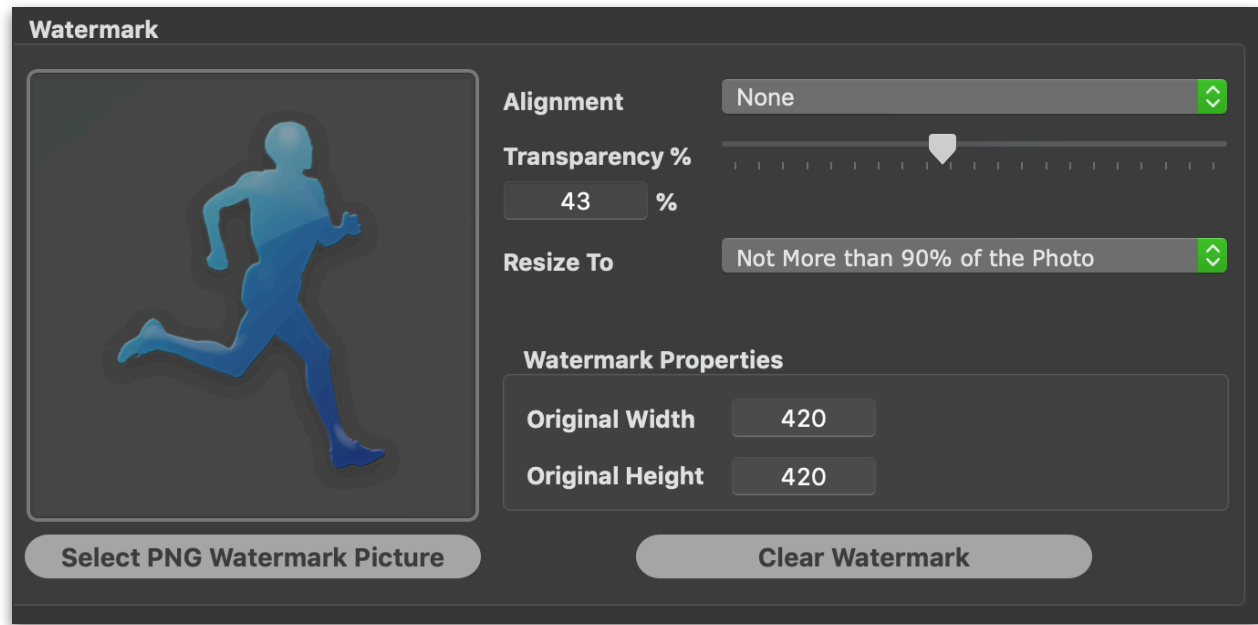 Watermark
Alignment
None
Transparency %
43 %
Resize To
Not More than 90% of the Photo
Watermark Properties
Original Width
420
Original Height
420
Select PNG Watermark Picture
Clear Watermark